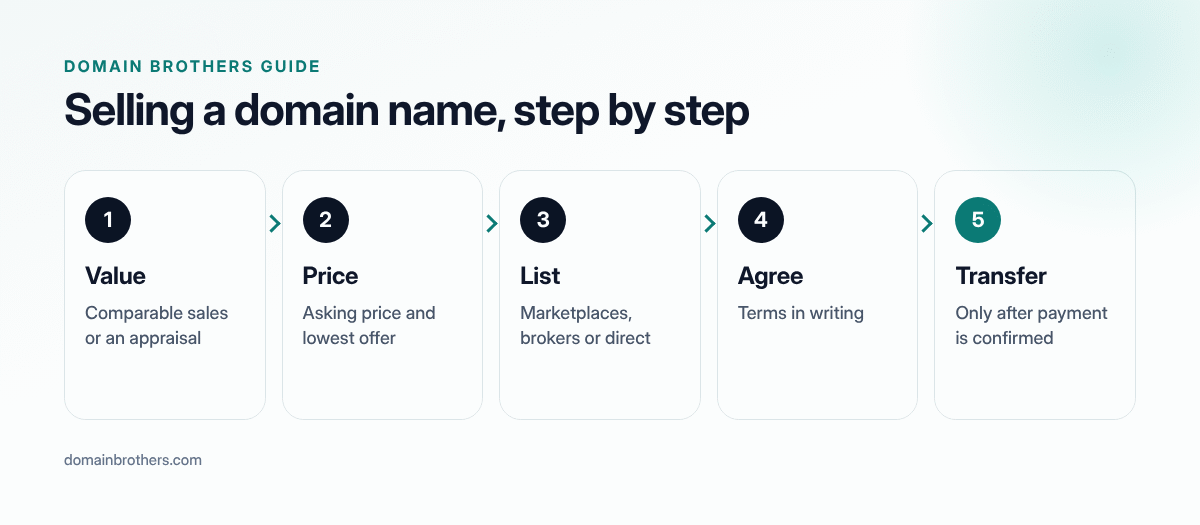 DOMAIN BROTHERS GUIDE
Selling a domain name, step by step
1
Value
Comparable sales
or an appraisal
2
Price
Asking price and
lowest offer
3
List
Marketplaces,
brokers or direct
4
Agree
Terms in writing
5
Transfer
Only after payment
is confirmed
domainbrothers.com